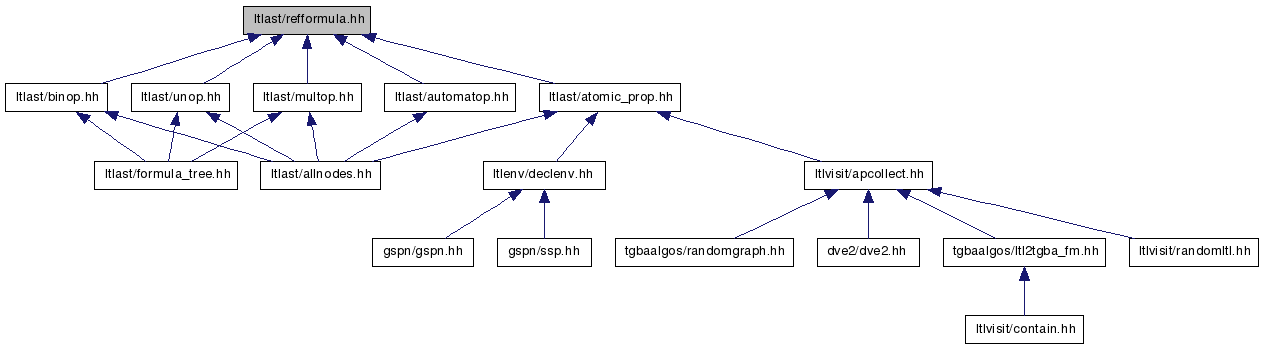 ltlast/refformula.hh
ltlast/binop.hh
ltlast/unop.hh
ltlast/multop.hh
ltlast/automatop.hh
ltlast/atomic_prop.hh
ltlast/formula_tree.hh
ltlast/allnodes.hh
ltlenv/declenv.hh
ltlvisit/apcollect.hh
gspn/gspn.hh
gspn/ssp.hh
tgbaalgos/randomgraph.hh
dve2/dve2.hh
tgbaalgos/ltl2tgba_fm.hh
ltlvisit/randomltl.hh
ltlvisit/contain.hh